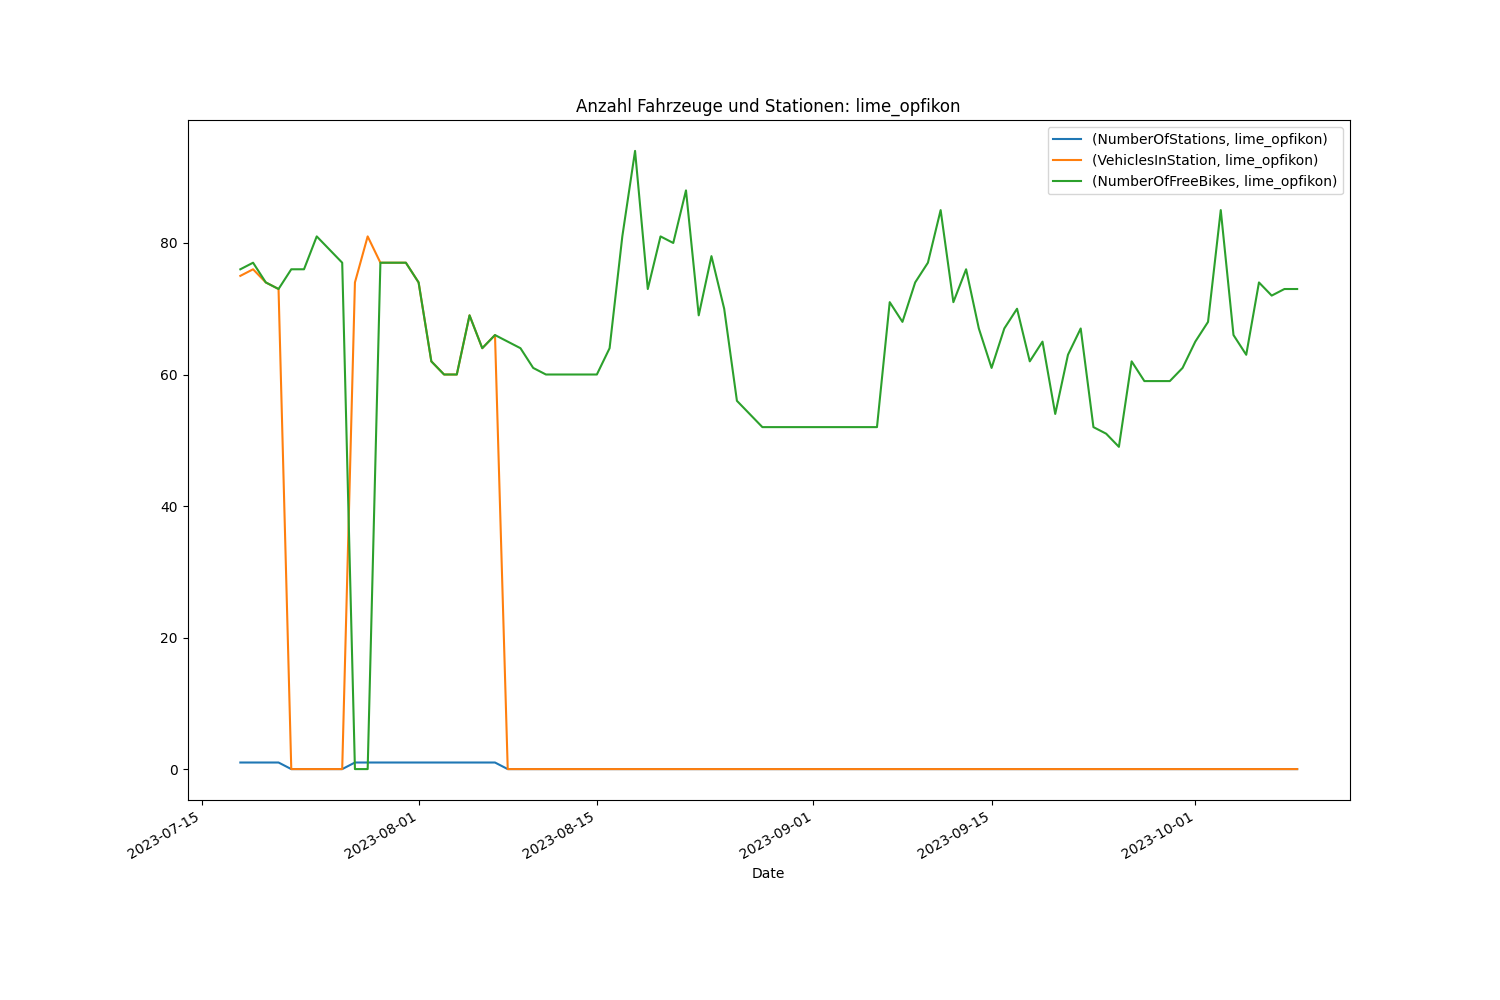 Anzahl Fahrzeuge und Stationen: lime_opfikon
(NumberOfStations, lime_opfikon)
(VehiclesInStation, lime_opfikon)
(NumberOfFreeBikes, lime_opfikon)
80
60
40
20
0
2023-07-15
2023-08-01
2023-08-15
2023-09-01
2023-09-15
2023-10-01
Date